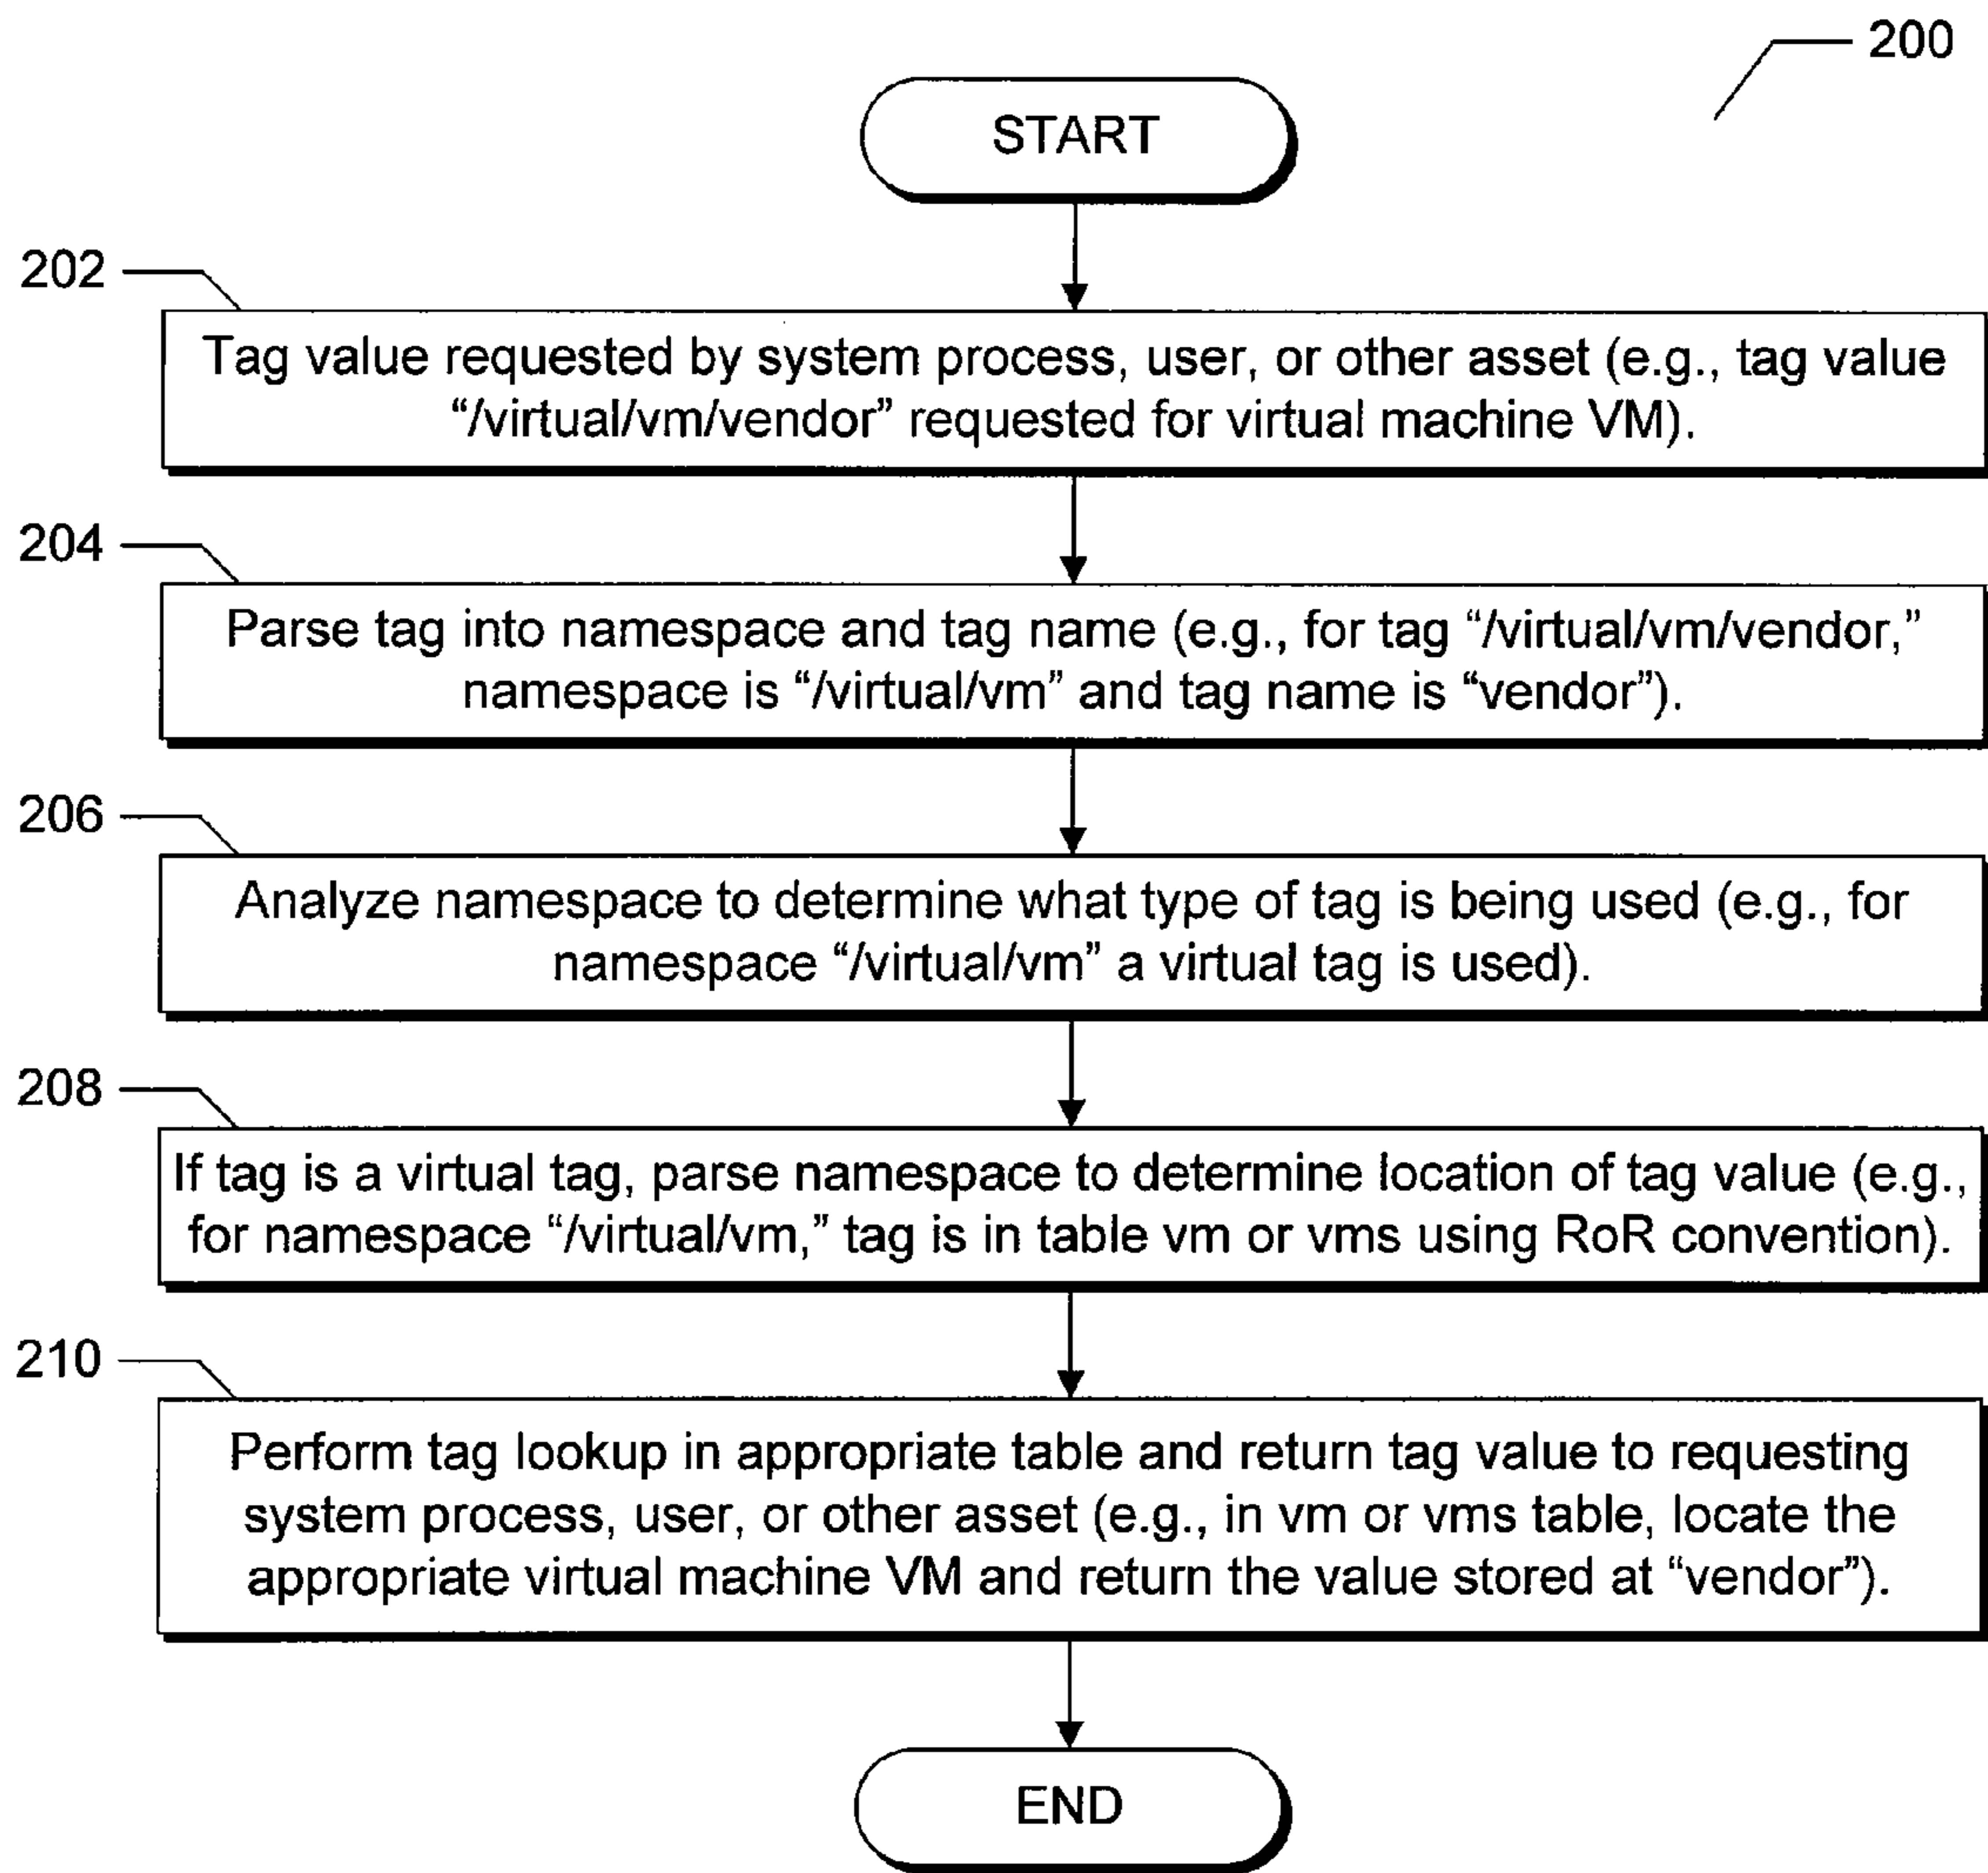 200
START
202
Tag value requested by system process, user, or other asset (e.g., tag value
“/virtual/vm/vendor” requested for virtual machine VM).
204
Parse tag into namespace and tag name (e.g., for tag “/virtual/vm/vendor,”
namespace is “/virtual/vm” and tag name is “vendor”).
206
Analyze namespace to determine what type of tag is being used (e.g., for
namespace “/virtual/vm” a virtual tag is used).
208
If tag is a virtual tag, parse namespace to determine location of tag value (e.g.,
for namespace “/virtual/vm,” tag is in table vm or vms using RoR convention).
210
Perform tag lookup in appropriate table and return tag value to requesting
system process, user, or other asset (e.g., in vm or vms table, locate the
appropriate virtual machine VM and return the value stored at “vendor”).
END